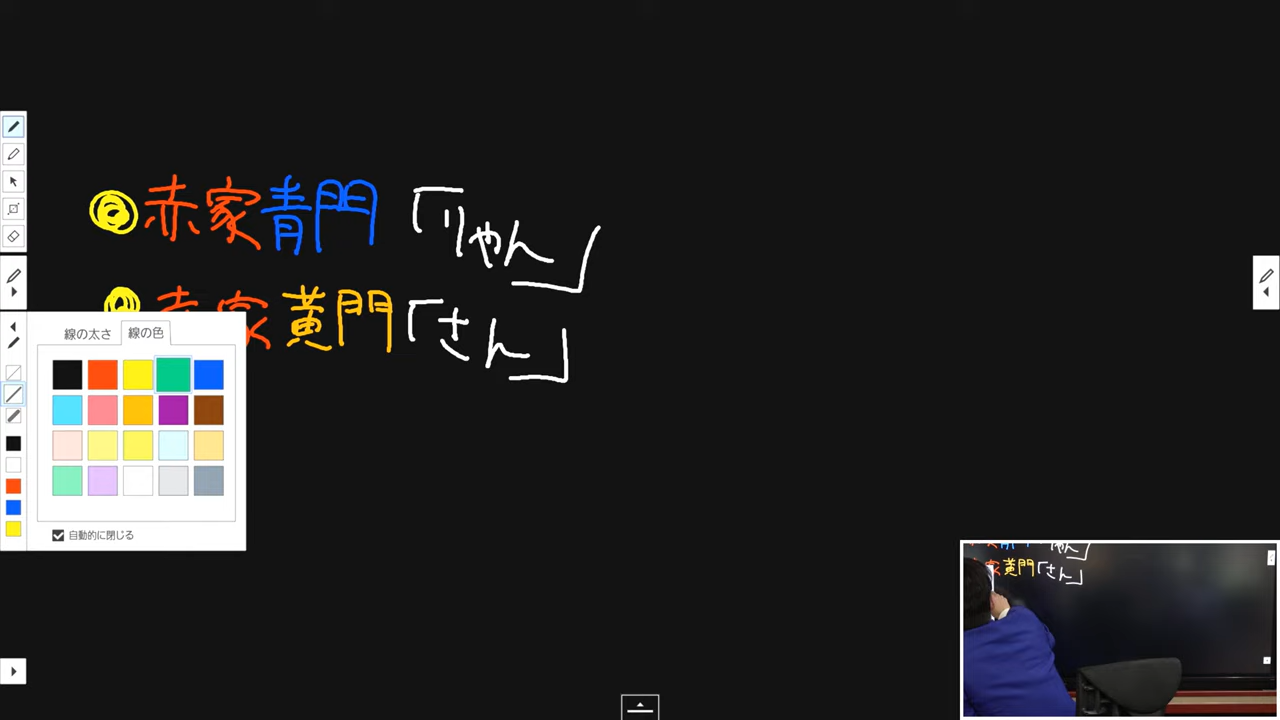 赤家青門「りゃん」
赤家黄門「さん」
線の太さ 線の色
自動的に閉じる